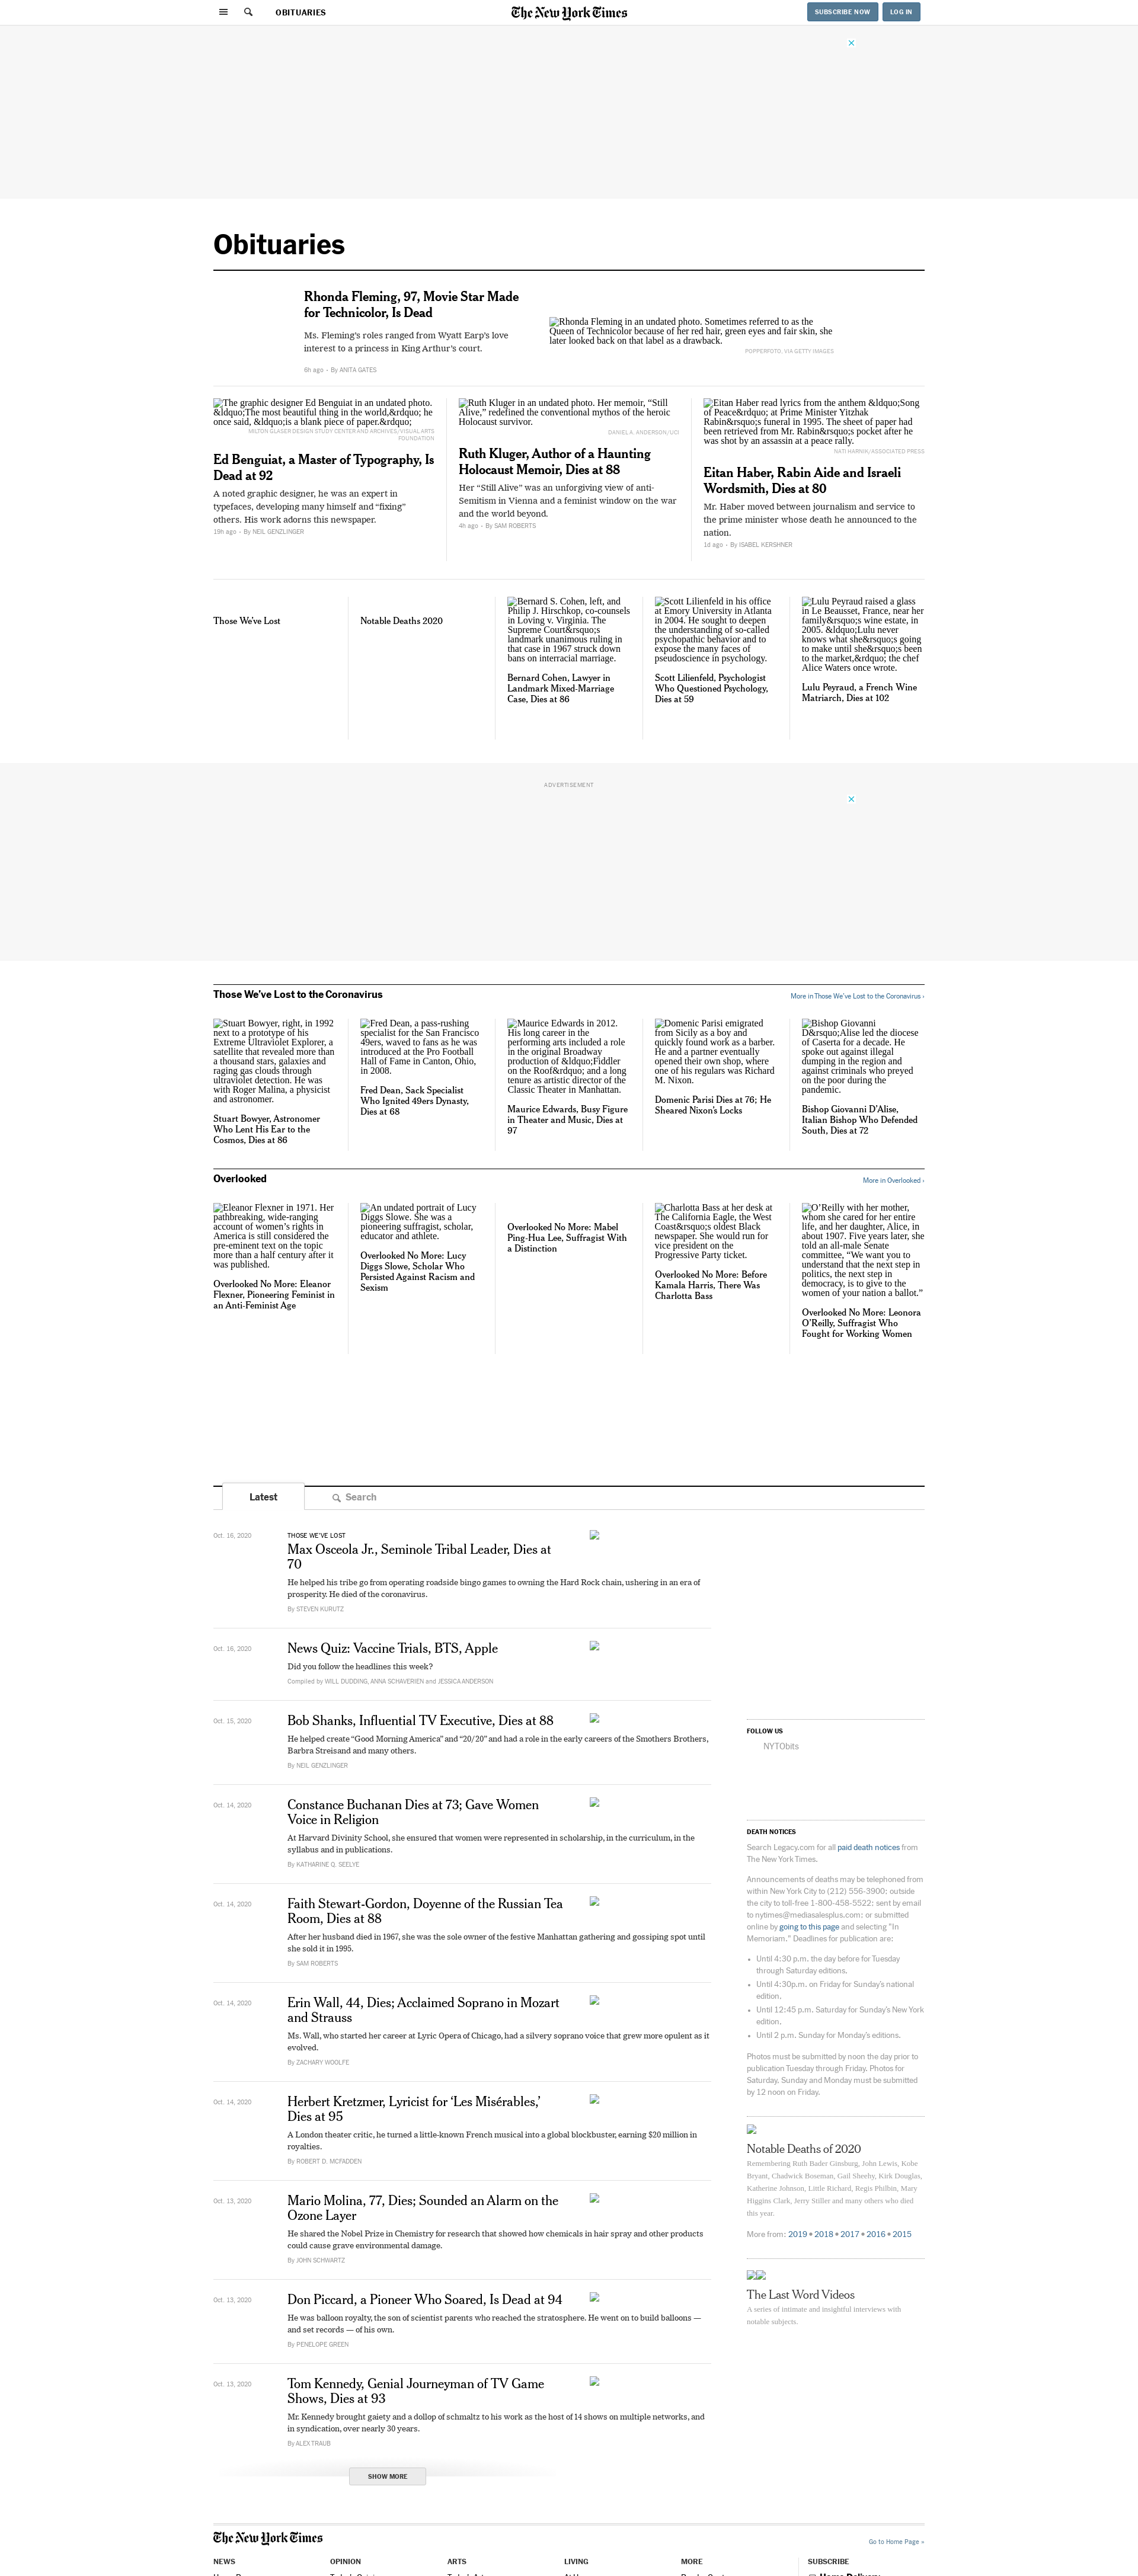 OBITUARIES
The New York Times
SUBSCRIBE NOW
LOG IN
Obituaries
Rhonda Fleming, 97, Movie Star Made
for Technicolor, Is Dead
Ms. Fleming's roles ranged from Wyatt Earp's love
interest to a princess in King Arthur's court.
6h ago • By ANITA GATES
Rhonda Fleming in an undated photo. Sometimes referred to as the
Queen of Technicolor because of her red hair, green eyes and fair skin, she
later looked back on that label as a drawback.
POPPERFOTO, VIA GETTY IMAGES
The graphic designer Ed Benguiat in an undated photo.
&ldquo;The most beautiful thing in the world,&rdquo; he
once said, &ldquo;is a blank piece of paper.&rdquo;
MILTON GLASER DESIGN STUDY CENTER AND ARCHIVES/VISUAL ARTS
FOUNDATION
Ed Benguiat, a Master of Typography, Is
Dead at 92
A noted graphic designer, he was an expert in
typefaces, developing many himself and “fixing”
others. His work adorns this newspaper.
19h ago • By NEIL GENZLINGER
Ruth Kluger in an undated photo. Her memoir, “Still
Alive,” redefined the conventional mythos of the heroic
Holocaust survivor.
DANIEL A. ANDERSON/UCI
Ruth Kluger, Author of a Haunting
Holocaust Memoir, Dies at 88
Her “Still Alive” was an unforgiving view of anti-
Semitism in Vienna and a feminist window on the war
and the world beyond.
4h ago • By SAM ROBERTS
Eitan Haber read lyrics from the anthem &ldquo;Song
of Peace&rdquo; at Prime Minister Yitzhak
Rabin&rsquo;s funeral in 1995. The sheet of paper had
been retrieved from Mr. Rabin&rsquo;s pocket after he
was shot by an assassin at a peace rally.
NATI HARNIK/ASSOCIATED PRESS
Eitan Haber, Rabin Aide and Israeli
Wordsmith, Dies at 80
Mr. Haber moved between journalism and service to
the prime minister whose death he announced to the
nation.
1d ago • By ISABEL KERSHNER
Those We've Lost
Notable Deaths 2020
Bernard S. Cohen, left, and
Philip J. Hirschkop, co-counsels
in Loving v. Virginia. The
Supreme Court&rsquo;s
landmark unanimous ruling in
that case in 1967 struck down
bans on interracial marriage.
Bernard Cohen, Lawyer in
Landmark Mixed-Marriage
Case, Dies at 86
Scott Lilienfeld in his office
at Emory University in Atlanta
in 2004. He sought to deepen
the understanding of so-called
psychopathic behavior and to
expose the many faces of
pseudoscience in psychology.
Scott Lilienfeld, Psychologist
Who Questioned Psychology,
Dies at 59
Lulu Peyraud raised a glass
in Le Beausset, France, near her
family&rsquo;s wine estate, in
2005. &ldquo;Lulu never
knows what she&rsquo;s going
to make until she&rsquo;s been
to the market,&rdquo; the chef
Alice Waters once wrote.
Lulu Peyraud, a French Wine
Matriarch, Dies at 102
ADVERTISEMENT
Those We've Lost to the Coronavirus
More in Those We've Lost to the Coronavirus ›
Stuart Bowyer, right, in 1992
next to a prototype of his
Extreme Ultraviolet Explorer, a
satellite that revealed more than
a thousand stars, galaxies and
raging gas clouds through
ultraviolet detection. He was
with Roger Malina, a physicist
and astronomer.
Stuart Bowyer, Astronomer
Who Lent His Ear to the
Cosmos, Dies at 86
Fred Dean, a pass-rushing
specialist for the San Francisco
49ers, waved to fans as he was
introduced at the Pro Football
Hall of Fame in Canton, Ohio,
in 2008.
Fred Dean, Sack Specialist
Who Ignited 49ers Dynasty,
Dies at 68
Maurice Edwards in 2012.
His long career in the
performing arts included a role
in the original Broadway
production of &ldquo;Fiddler
on the Roof&rdquo; and a long
tenure as artistic director of the
Classic Theater in Manhattan.
Maurice Edwards, Busy Figure
in Theater and Music, Dies at
97
Domenic Parisi emigrated
from Sicily as a boy and
quickly found work as a barber.
He and a partner eventually
opened their own shop, where
one of his regulars was Richard
M. Nixon.
Domenic Parisi Dies at 76; He
Sheared Nixon's Locks
Bishop Giovanni
D&rsquo;Alise led the diocese
of Caserta for a decade. He
spoke out against illegal
dumping in the region and
against criminals who preyed
on the poor during the
pandemic.
Bishop Giovanni D'Alise,
Italian Bishop Who Defended
South, Dies at 72
Overlooked
More in Overlooked ›
Eleanor Flexner in 1971. Her
pathbreaking, wide-ranging
account of women's rights in
America is still considered the
pre-eminent text on the topic
more than a half century after it
was published.
Overlooked No More: Eleanor
Flexner, Pioneering Feminist in
an Anti-Feminist Age
An undated portrait of Lucy
Diggs Slowe. She was a
pioneering suffragist, scholar,
educator and athlete.
Overlooked No More: Lucy
Diggs Slowe, Scholar Who
Persisted Against Racism and
Sexism
Overlooked No More: Mabel
Ping-Hua Lee, Suffragist With
a Distinction
Charlotta Bass at her desk at
The California Eagle, the West
Coast&rsquo;s oldest Black
newspaper. She would run for
vice president on the
Progressive Party ticket.
Overlooked No More: Before
Kamala Harris, There Was
Charlotta Bass
O'Reilly with her mother,
whom she cared for her entire
life, and her daughter, Alice, in
about 1907. Five years later, she
told an all-male Senate
committee, “We want you to
understand that the next step in
politics, the next step in
democracy, is to give to the
women of your nation a ballot.”
Overlooked No More: Leonora
O'Reilly, Suffragist Who
Fought for Working Women
Latest
Search
Oct. 16, 2020
THOSE WE'VE LOST
Max Osceola Jr., Seminole Tribal Leader, Dies at
70
He helped his tribe go from operating roadside bingo games to owning the Hard Rock chain, ushering in an era of
prosperity. He died of the coronavirus.
By STEVEN KURUTZ
Oct. 16, 2020
News Quiz: Vaccine Trials, BTS, Apple
Did you follow the headlines this week?
Compiled by WILL DUDDING, ANNA SCHAVERIEN and JESSICA ANDERSON
Oct. 15, 2020
Bob Shanks, Influential TV Executive, Dies at 88
He helped create “Good Morning America” and “20/20” and had a role in the early careers of the Smothers Brothers,
Barbra Streisand and many others.
By NEIL GENZLINGER
Oct. 14, 2020
Constance Buchanan Dies at 73; Gave Women
Voice in Religion
At Harvard Divinity School, she ensured that women were represented in scholarship, in the curriculum, in the
syllabus and in publications.
By KATHARINE Q. SEELYE
Oct. 14, 2020
Faith Stewart-Gordon, Doyenne of the Russian Tea
Room, Dies at 88
After her husband died in 1967, she was the sole owner of the festive Manhattan gathering and gossiping spot until
she sold it in 1995.
By SAM ROBERTS
Oct. 14, 2020
Erin Wall, 44, Dies; Acclaimed Soprano in Mozart
and Strauss
Ms. Wall, who started her career at Lyric Opera of Chicago, had a silvery soprano voice that grew more opulent as it
evolved.
By ZACHARY WOOLFE
Oct. 14, 2020
Herbert Kretzmer, Lyricist for ‘Les Misérables,’
Dies at 95
A London theater critic, he turned a little-known French musical into a global blockbuster, earning $20 million in
royalties.
By ROBERT D. MCFADDEN
Oct. 13, 2020
Mario Molina, 77, Dies; Sounded an Alarm on the
Ozone Layer
He shared the Nobel Prize in Chemistry for research that showed how chemicals in hair spray and other products
could cause grave environmental damage.
By JOHN SCHWARTZ
Oct. 13, 2020
Don Piccard, a Pioneer Who Soared, Is Dead at 94
He was balloon royalty, the son of scientist parents who reached the stratosphere. He went on to build balloons —
and set records — of his own.
By PENELOPE GREEN
Oct. 13, 2020
Tom Kennedy, Genial Journeyman of TV Game
Shows, Dies at 93
Mr. Kennedy brought gaiety and a dollop of schmaltz to his work as the host of 14 shows on multiple networks, and
in syndication, over nearly 30 years.
By ALEX TRAUB
SHOW MORE
FOLLOW US
NYTObits
DEATH NOTICES
Search Legacy.com for all paid death notices from
The New York Times.
Announcements of deaths may be telephoned from
within New York City to (212) 556-3900; outside
the city to toll-free 1-800-458-5522; sent by email
to nytimes@mediasalesplus.com; or submitted
online by going to this page and selecting "In
Memoriam." Deadlines for publication are:
• Until 4:30 p.m. the day before for Tuesday
through Saturday editions.
• Until 4:30p.m. on Friday for Sunday's national
edition.
• Until 12:45 p.m. Saturday for Sunday's New York
edition.
• Until 2 p.m. Sunday for Monday's editions.
Photos must be submitted by noon the day prior to
publication Tuesday through Friday. Photos for
Saturday, Sunday and Monday must be submitted
by 12 noon on Friday.
Notable Deaths of 2020
Remembering Ruth Bader Ginsburg, John Lewis, Kobe
Bryant, Chadwick Boseman, Gail Sheehy, Kirk Douglas,
Katherine Johnson, Little Richard, Regis Philbin, Mary
Higgins Clark, Jerry Stiller and many others who died
this year.
More from: 2019 • 2018 • 2017 • 2016 • 2015
The Last Word Videos
A series of intimate and insightful interviews with
notable subjects.
The New York Times
Go to Home Page »
NEWS
OPINION
ARTS
LIVING
MORE
SUBSCRIBE